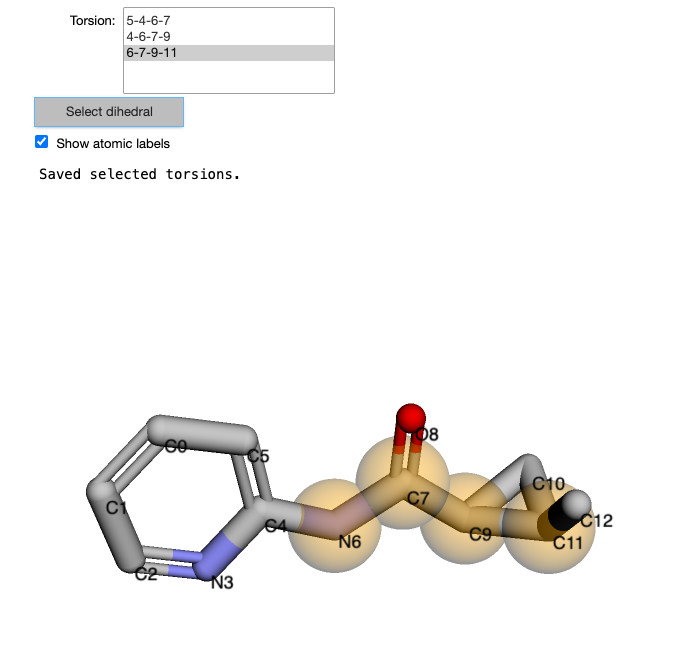 Torsion:
5-4-6-7
4-6-7-9
6-7-9-11
Select dihedral
Show atomic labels
Saved selected torsions.
O8
C0
C5
C10
C7
C1
C4
C12
C9
N6
C11
C2
N3